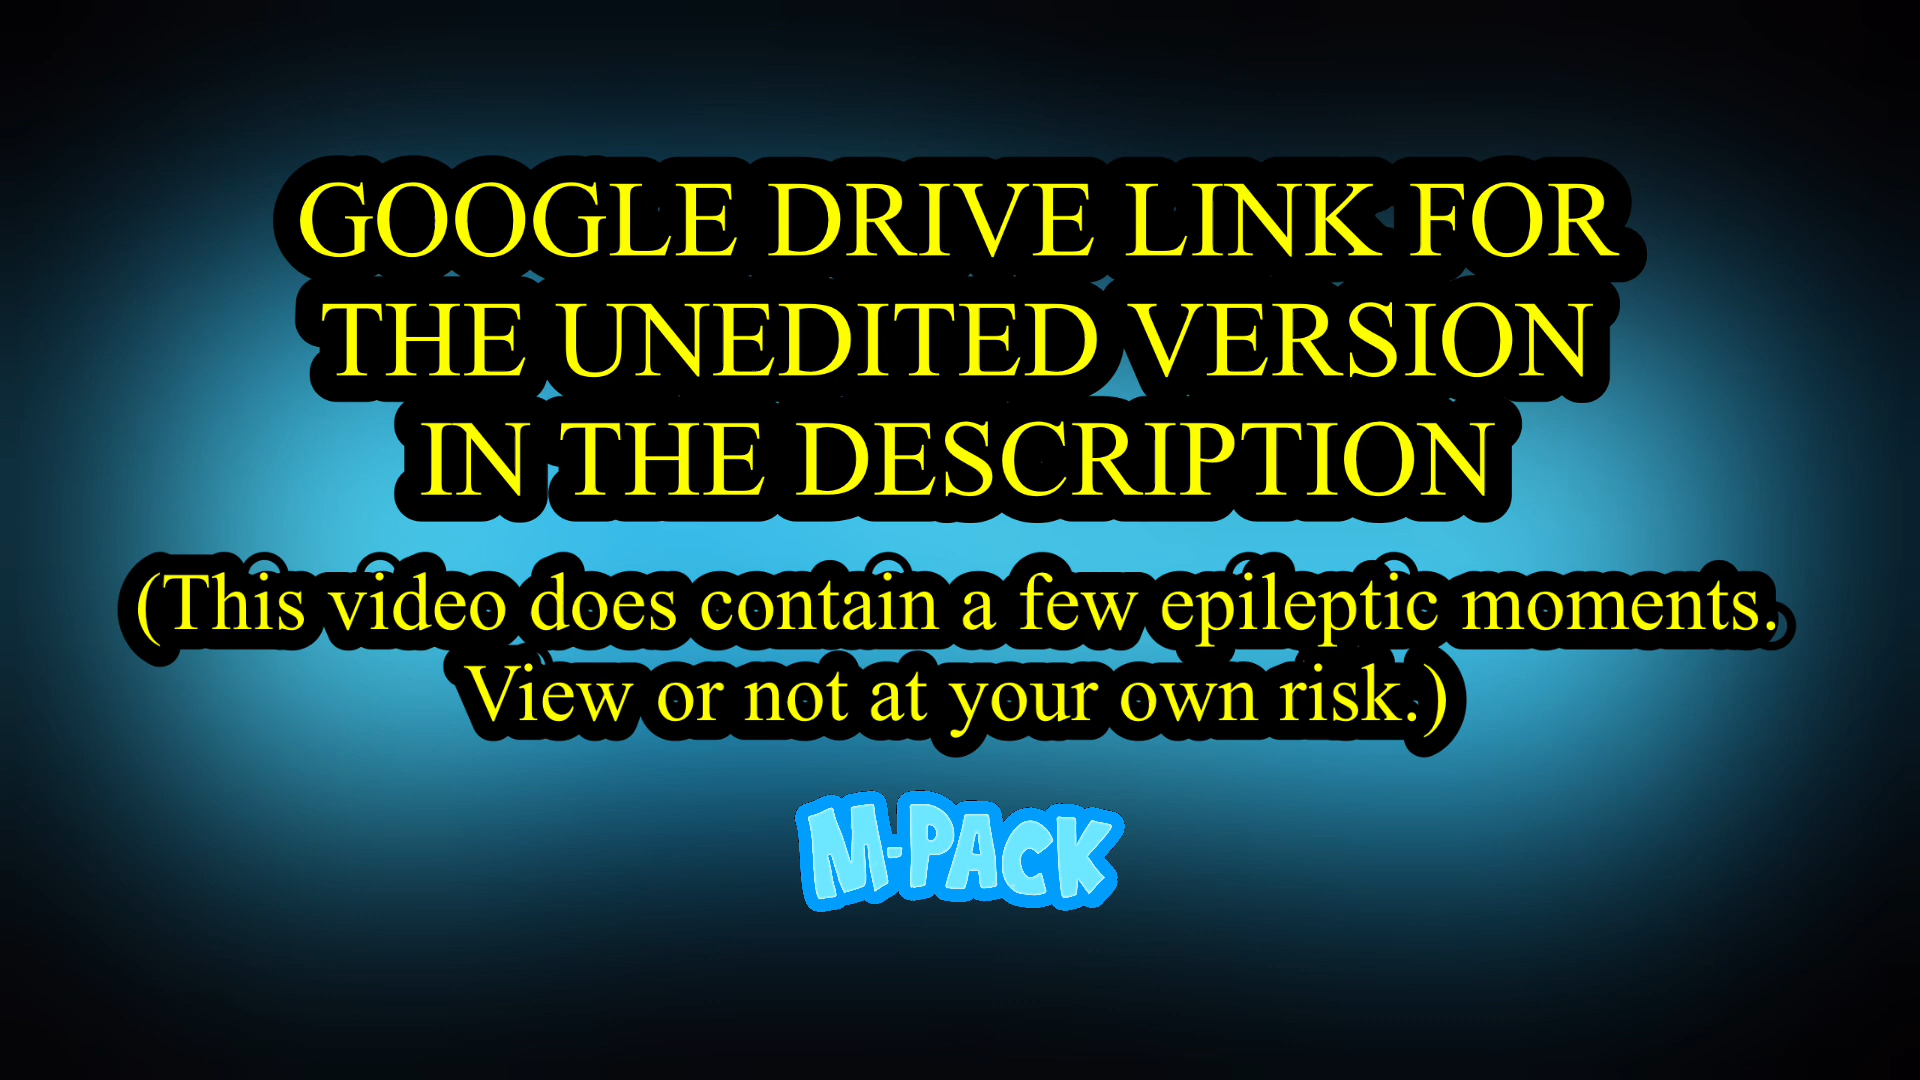 GOOGLE DRIVE LINK FOR
THE UNEDITED VERSION
IN THE DESCRIPTION
(This video does contain a few epileptic moments.
View or not at your own risk.)
M-PACK